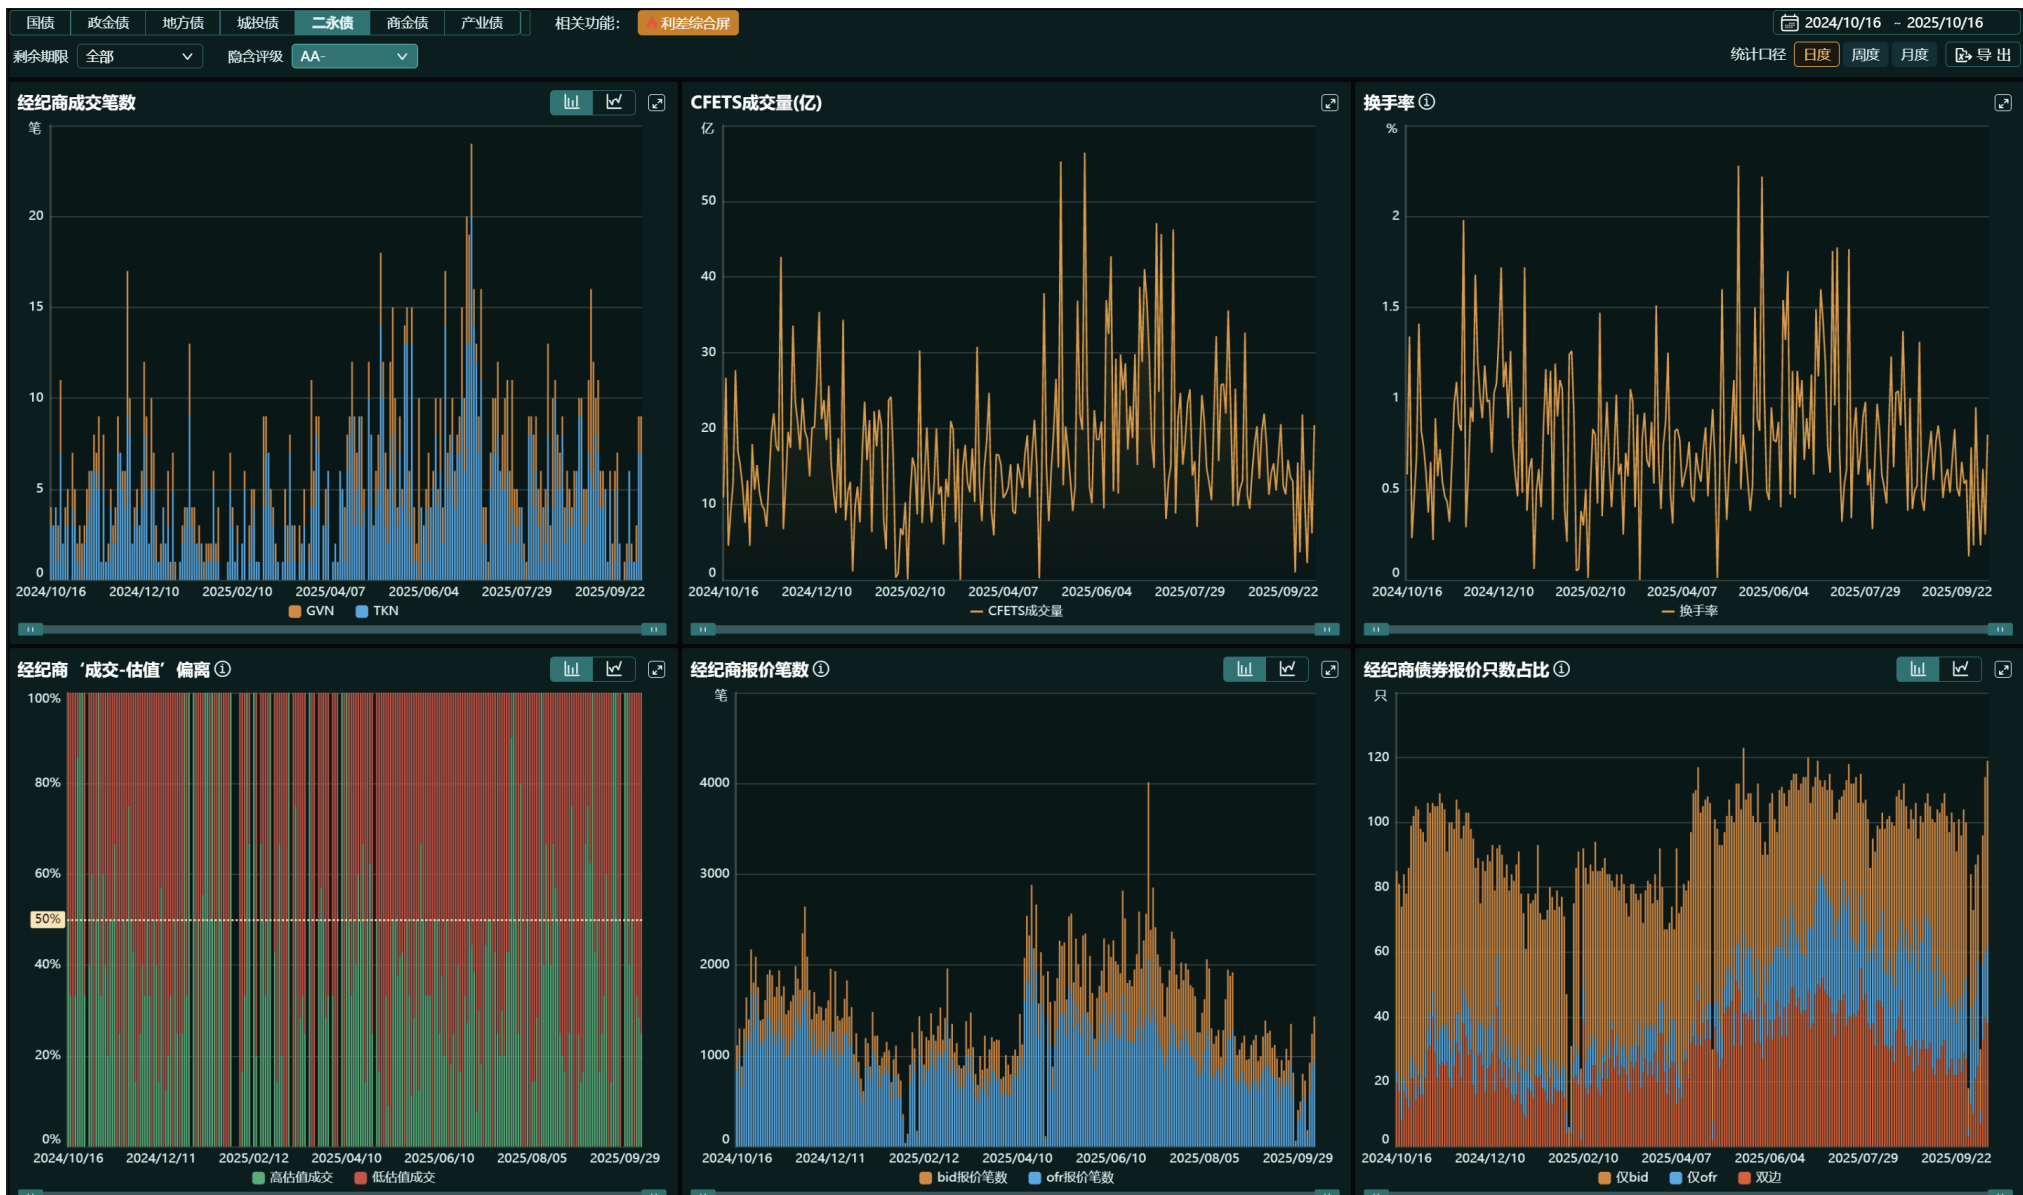 国债 政金债 地方债 城投债 二永债 商金债 产业债 相关功能： 利差综合屏 2024/10/16 ~ 2025/10/16
剩余期限 全部 隐含评级 AA- 统计口径 日度 周度 月度 导 出
经纪商成交笔数
笔
20
15
10
5
0
2024/10/16 2024/12/10 2025/02/10 2025/04/07 2025/06/04 2025/07/29 2025/09/22
GVN TKN
CFETS成交量(亿)
亿
50
40
30
20
10
0
2024/10/16 2024/12/10 2025/02/10 2025/04/07 2025/06/04 2025/07/29 2025/09/22
CFETS成交量
换手率
%
2
1.5
1
0.5
0
2024/10/16 2024/12/10 2025/02/10 2025/04/07 2025/06/04 2025/07/29 2025/09/22
换手率
经纪商‘成交-估值’偏离
100%
80%
60%
50%
40%
20%
0%
2024/10/16 2024/12/11 2025/02/12 2025/04/10 2025/06/10 2025/08/05 2025/09/29
高估值成交 低估值成交
经纪商报价笔数
笔
4000
3000
2000
1000
0
2024/10/16 2024/12/11 2025/02/12 2025/04/10 2025/06/10 2025/08/05 2025/09/29
bid报价笔数 ofr报价笔数
经纪商债券报价只数占比
只
120
100
80
60
40
20
0
2024/10/16 2024/12/10 2025/02/10 2025/04/07 2025/06/04 2025/07/29 2025/09/22
仅bid 仅ofr 双边